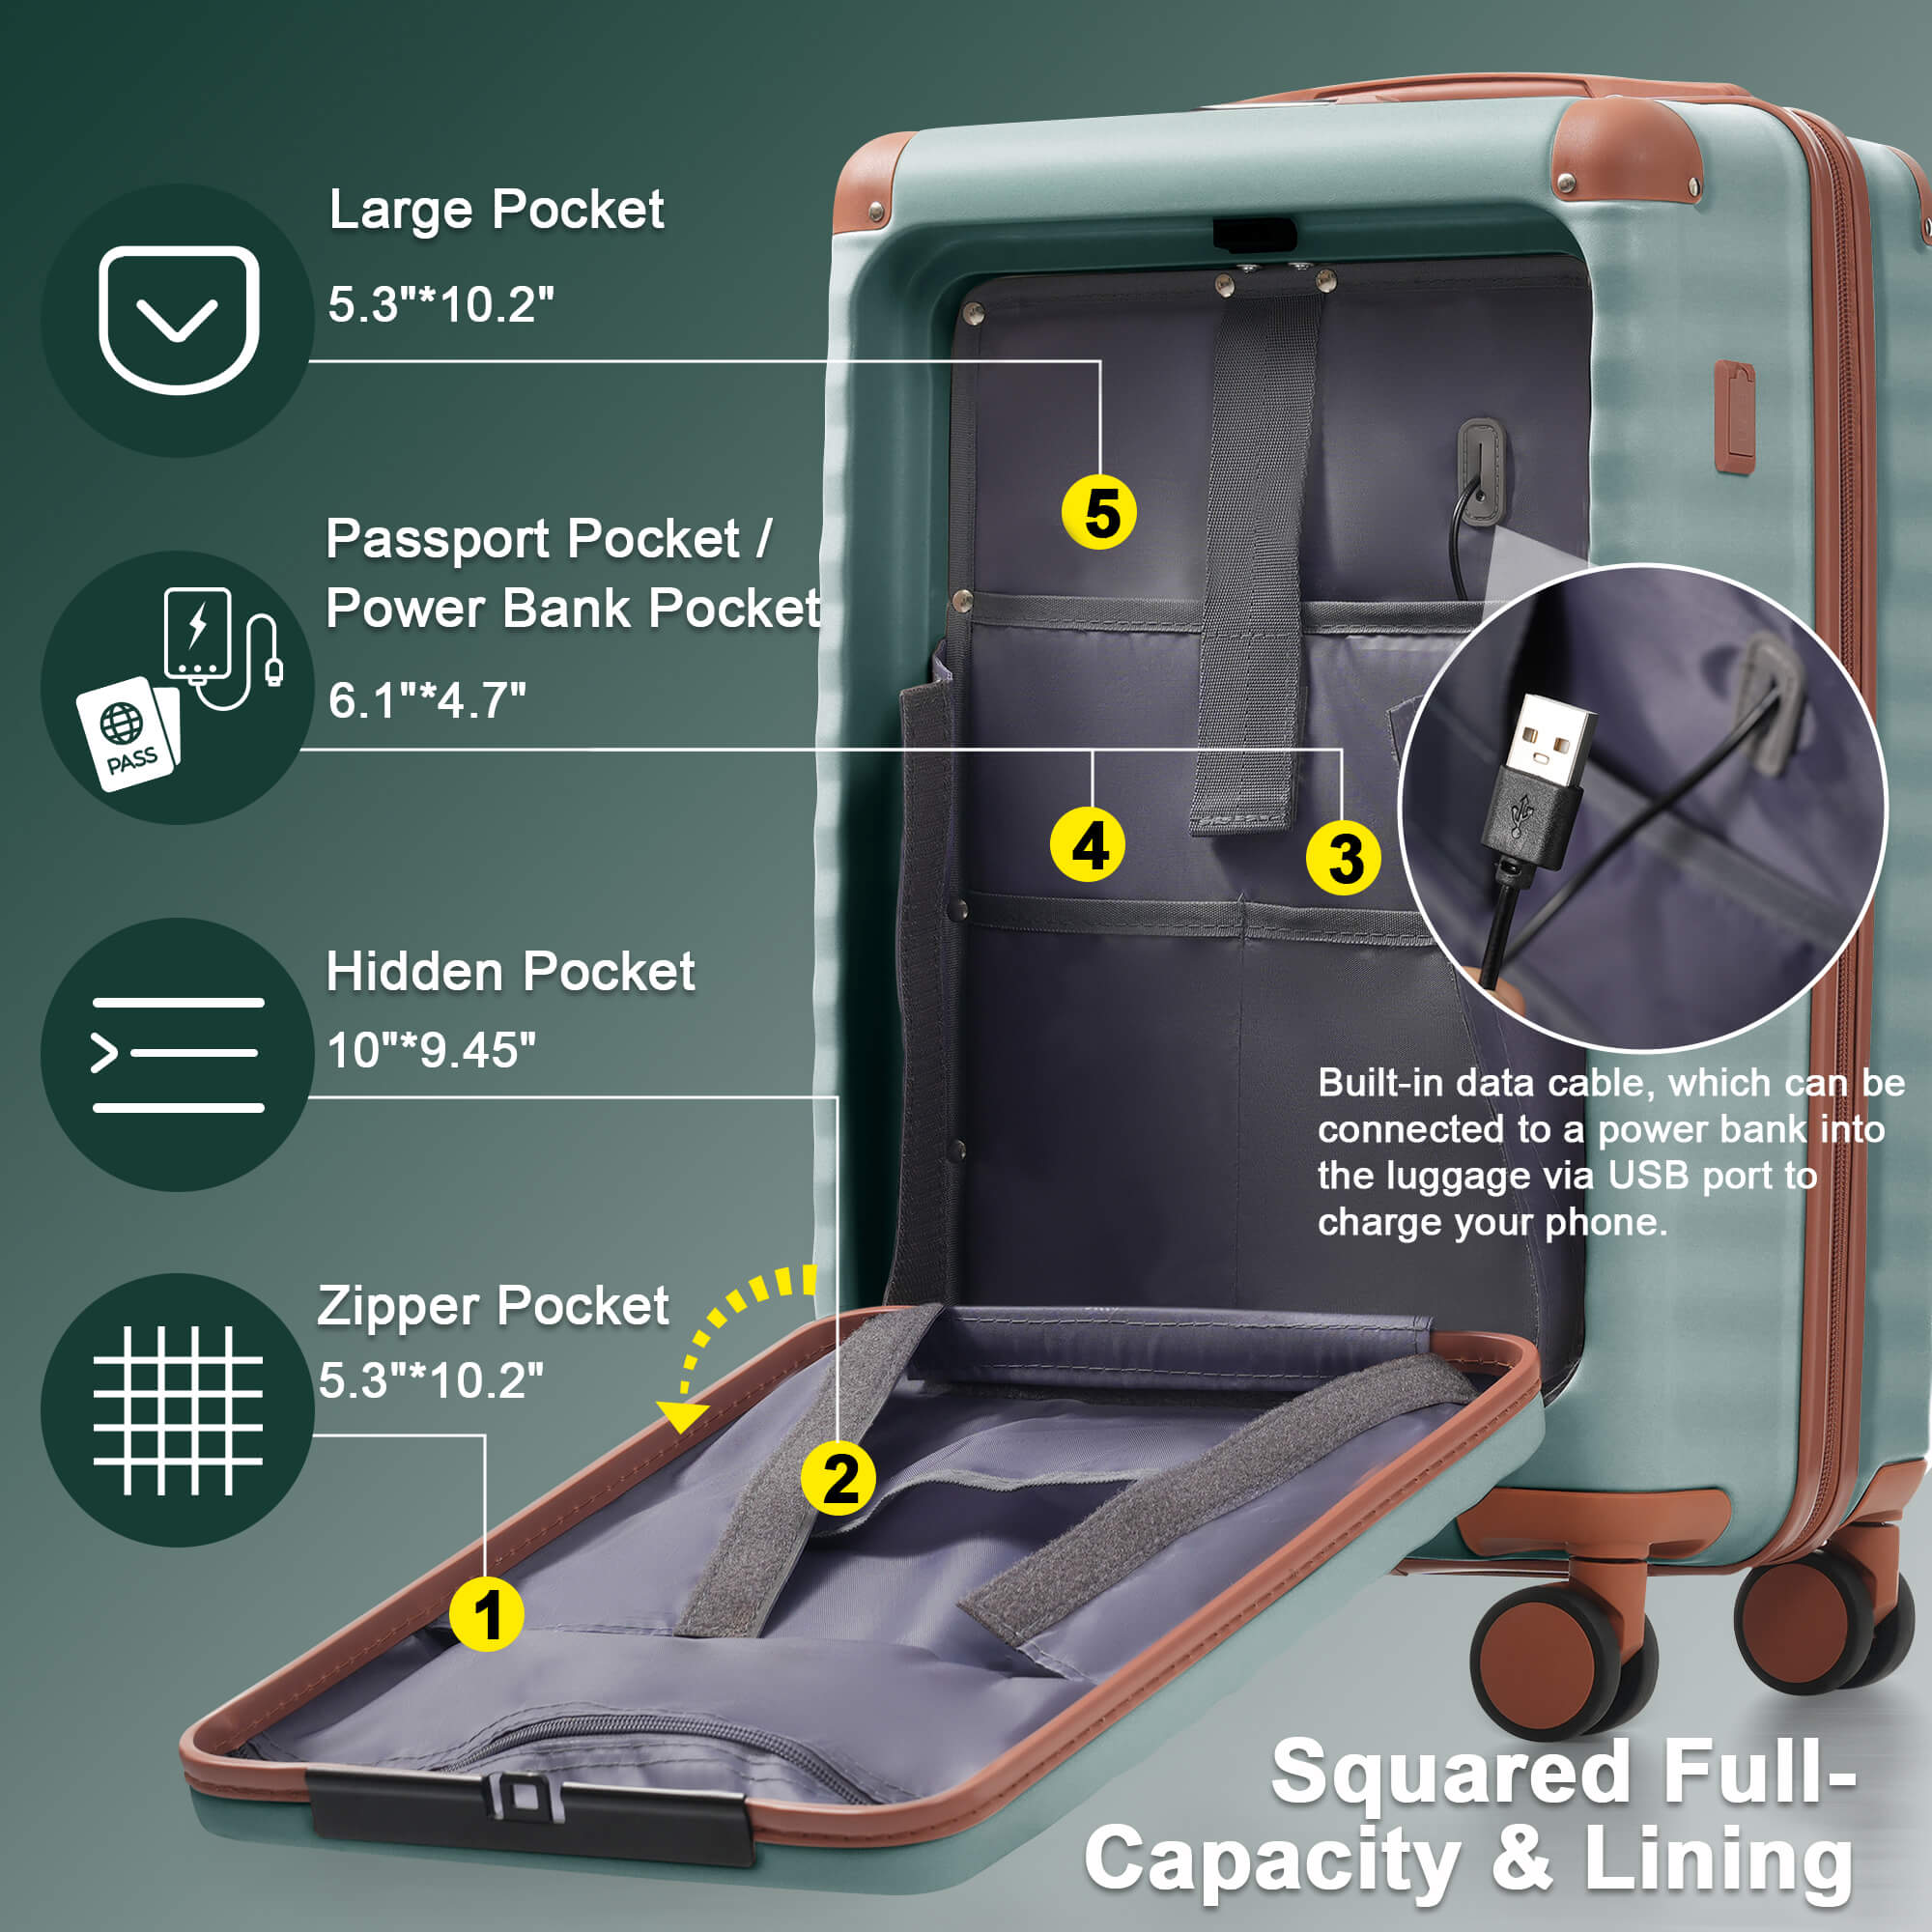 Large Pocket
5.3"*10.2"
Passport Pocket /
Power Bank Pocket
6.1"*4.7"
PASS
Hidden Pocket
10"*9.45"
Zipper Pocket
5.3"*10.2"
5
4
3
2
1
Built-in data cable, which can be
connected to a power bank into
the luggage via USB port to
charge your phone.
Squared Full-
Capacity & Lining